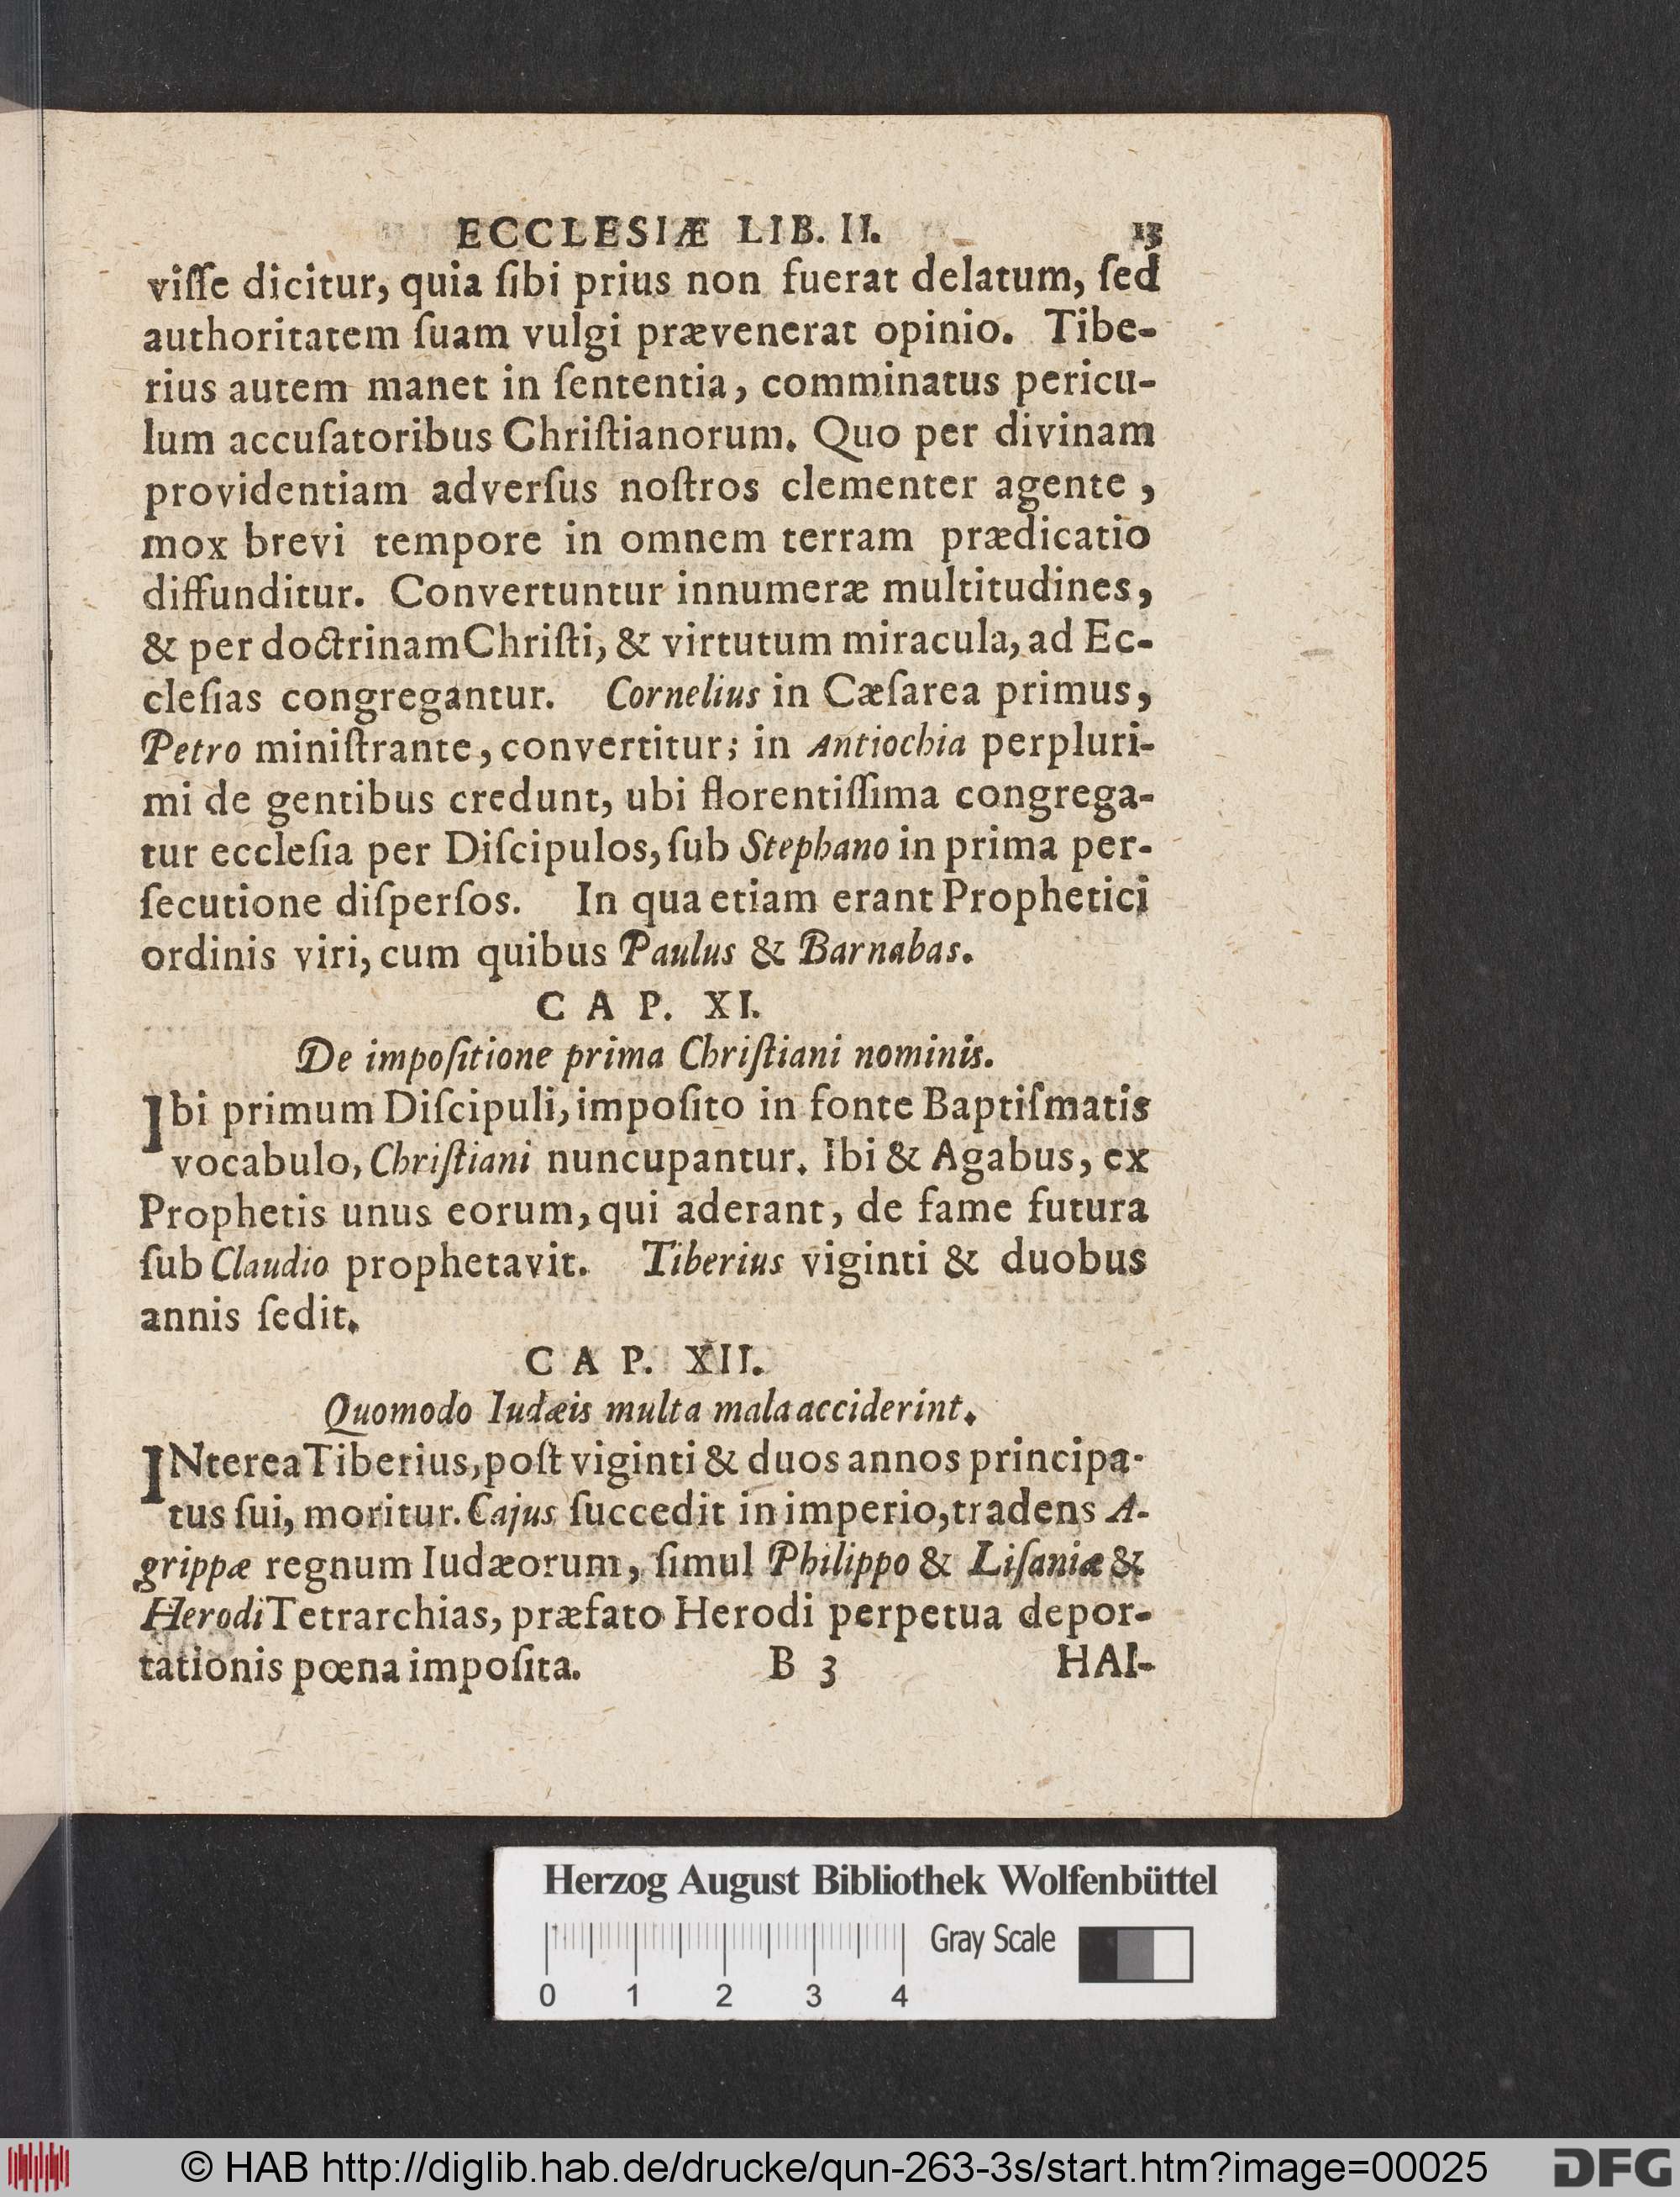 ECCLESIÆ LIB. II. 13
viſſe dicitur, quia ſibi prius non fuerat delatum, ſed
authoritatem ſuam vulgi prævenerat opinio. Tibe-
rius autem manet in ſententia, comminatus pericu-
lum accuſatoribus Chriſtianorum. Quo per divinam
providentiam adverſus noſtros clementer agente,
mox brevi tempore in omnem terram prædicatio
diffunditur. Convertuntur innumeræ multitudines,
& per doctrinam Chriſti, & virtutum miracula, ad Ec-
cleſias congregantur. Cornelius in Cæſarea primus,
Petro miniſtrante, convertitur; in Antiochia perpluri-
mi de gentibus credunt, ubi florentiſſima congrega-
tur eccleſia per Diſcipulos, ſub Stephano in prima per-
ſecutione diſperſos. In qua etiam erant Prophetici
ordinis viri, cum quibus Paulus & Barnabas.
CAP. XI.
De impoſitione prima Chriſtiani nominis.
Ibi primum Diſcipuli, impoſito in fonte Baptiſmatis
vocabulo, Chriſtiani nuncupantur. Ibi & Agabus, ex
Prophetis unus eorum, qui aderant, de fame futura
ſub Claudio prophetavit. Tiberius viginti & duobus
annis ſedit.
CAP. XII.
Quomodo Iudæis multa mala acciderint.
INterea Tiberius, poſt viginti & duos annos principa-
tus ſui, moritur. Cajus ſuccedit in imperio, tradens A-
grippæ regnum Iudæorum, ſimul Philippo & Liſaniæ &
Herodi Tetrarchias, præfato Herodi perpetua depor-
tationis pœna impoſita. B 3 HAI-
Herzog August Bibliothek Wolfenbüttel
Gray Scale
0 1 2 3 4
© HAB http://diglib.hab.de/drucke/qun-263-3s/start.htm?image=00025 DFG